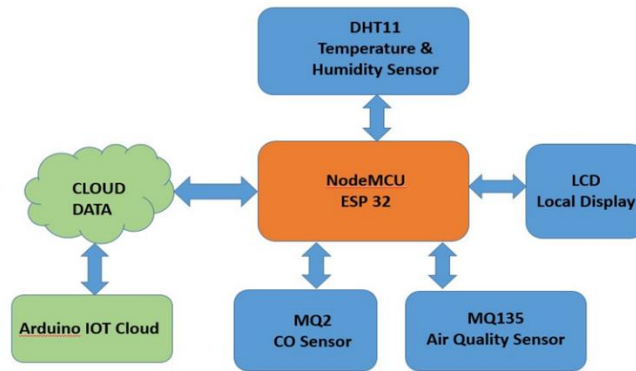 DHT11
Temperature &
Humidity Sensor
CLOUD
DATA
NodeMCU
ESP 32
LCD
Local Display
Arduino IOT Cloud
MQ2
CO Sensor
MQ135
Air Quality Sensor